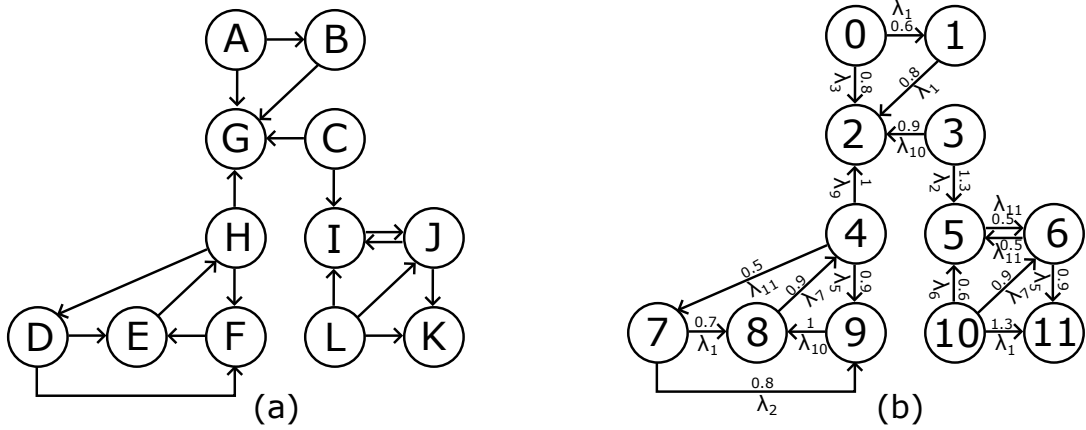 A B
G C
H I J
D E F L K
(a)
0 λ₁ 0.6 1
λ₃ 0.8 0.8 λ₁
2 0.9 λ₁₀ 3
λ₉ 1 λ₂ 1.3
4 5 λ₁₁ 0.5 0.5 λ₁₁ 6
0.5 λ₁₁ 0.9 λ₇ λ₅ 0.9 λ₆ 0.6 0.9 λ₇ λ₅ 0.9
7 0.7 λ₁ 8 1 λ₁₀ 9 10 1.3 λ₁ 11
0.8
λ₂
(b)